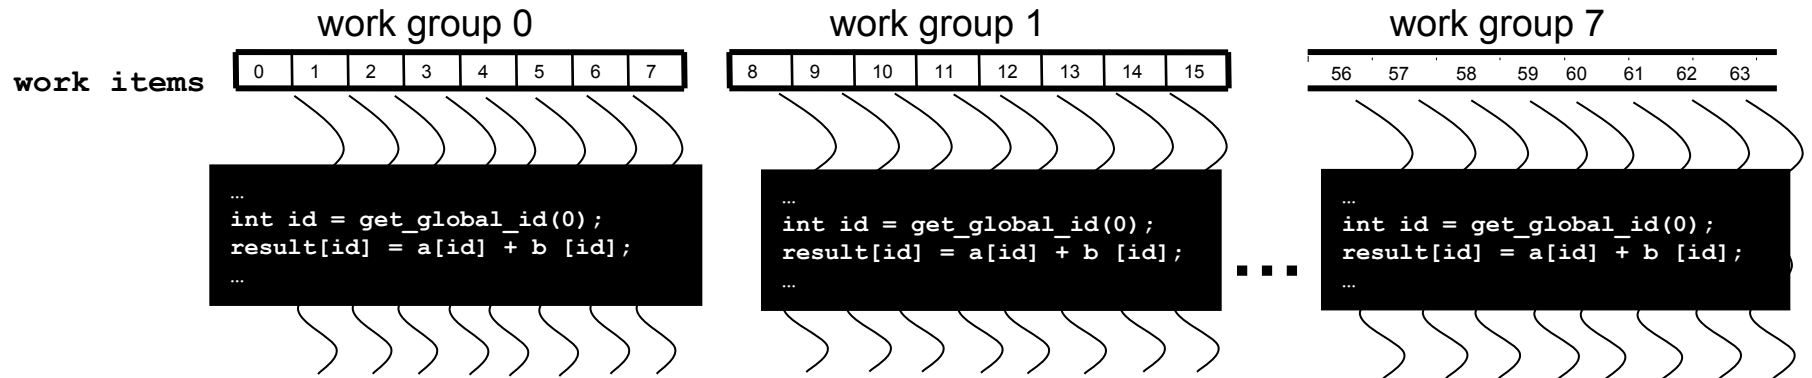 work group 0
work group 1
work group 7
work items
0 1 2 3 4 5 6 7
8 9 10 11 12 13 14 15
56 57 58 59 60 61 62 63
…
int id = get_global_id(0);
result[id] = a[id] + b [id];
…
…
int id = get_global_id(0);
result[id] = a[id] + b [id];
…
...
…
int id = get_global_id(0);
result[id] = a[id] + b [id];
…